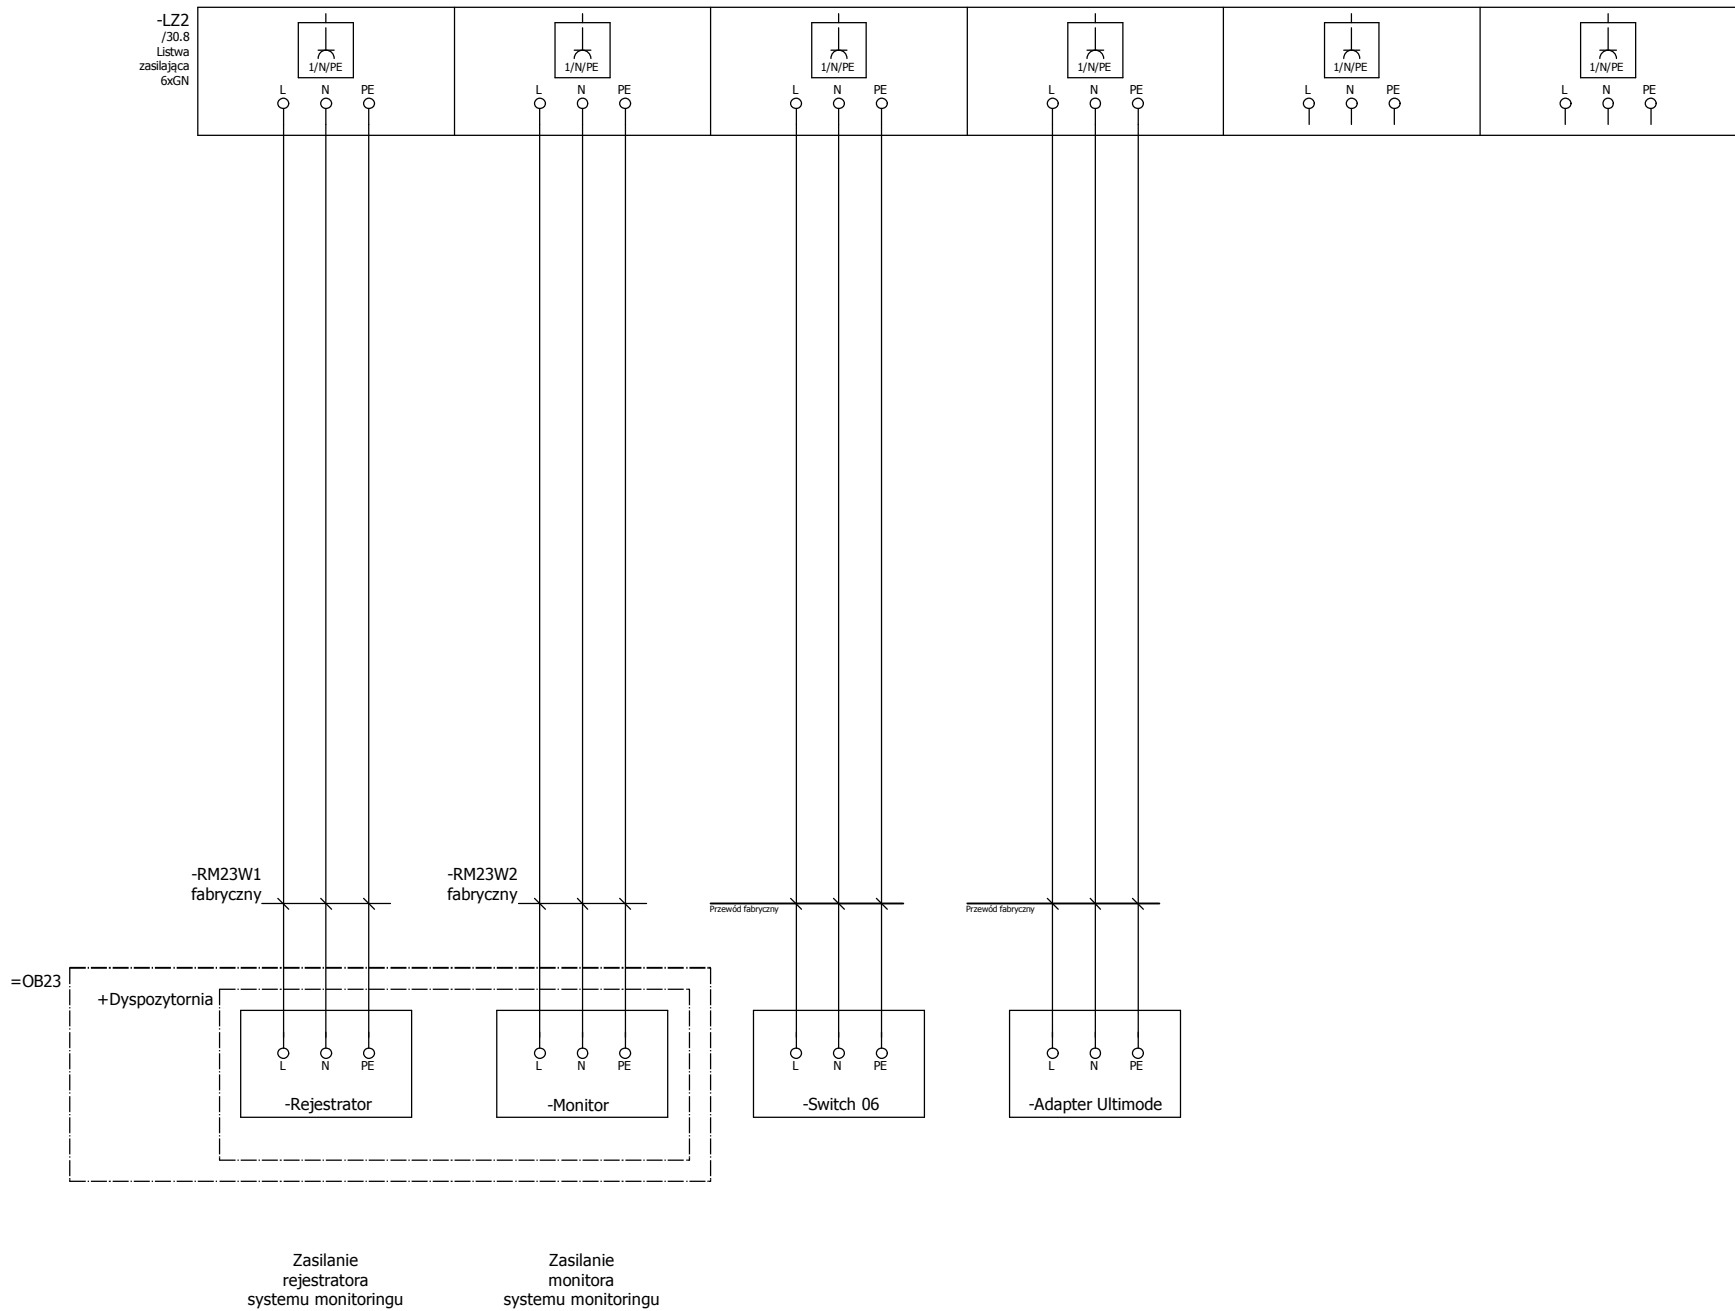 -LZ2
/30.8
Listwa
zasilająca
6xGN
1/N/PE
1/N/PE
1/N/PE
1/N/PE
1/N/PE
1/N/PE
L N PE
L N PE
L N PE
L N PE
L N PE
L N PE
-RM23W1
fabryczny
-RM23W2
fabryczny
Przewód fabryczny
Przewód fabryczny
=OB23
+Dyspozytornia
L N PE
L N PE
L N PE
L N PE
-Rejestrator
-Monitor
-Switch 06
-Adapter Ultimode
Zasilanie
rejestratora
systemu monitoringu
Zasilanie
monitora
systemu monitoringu